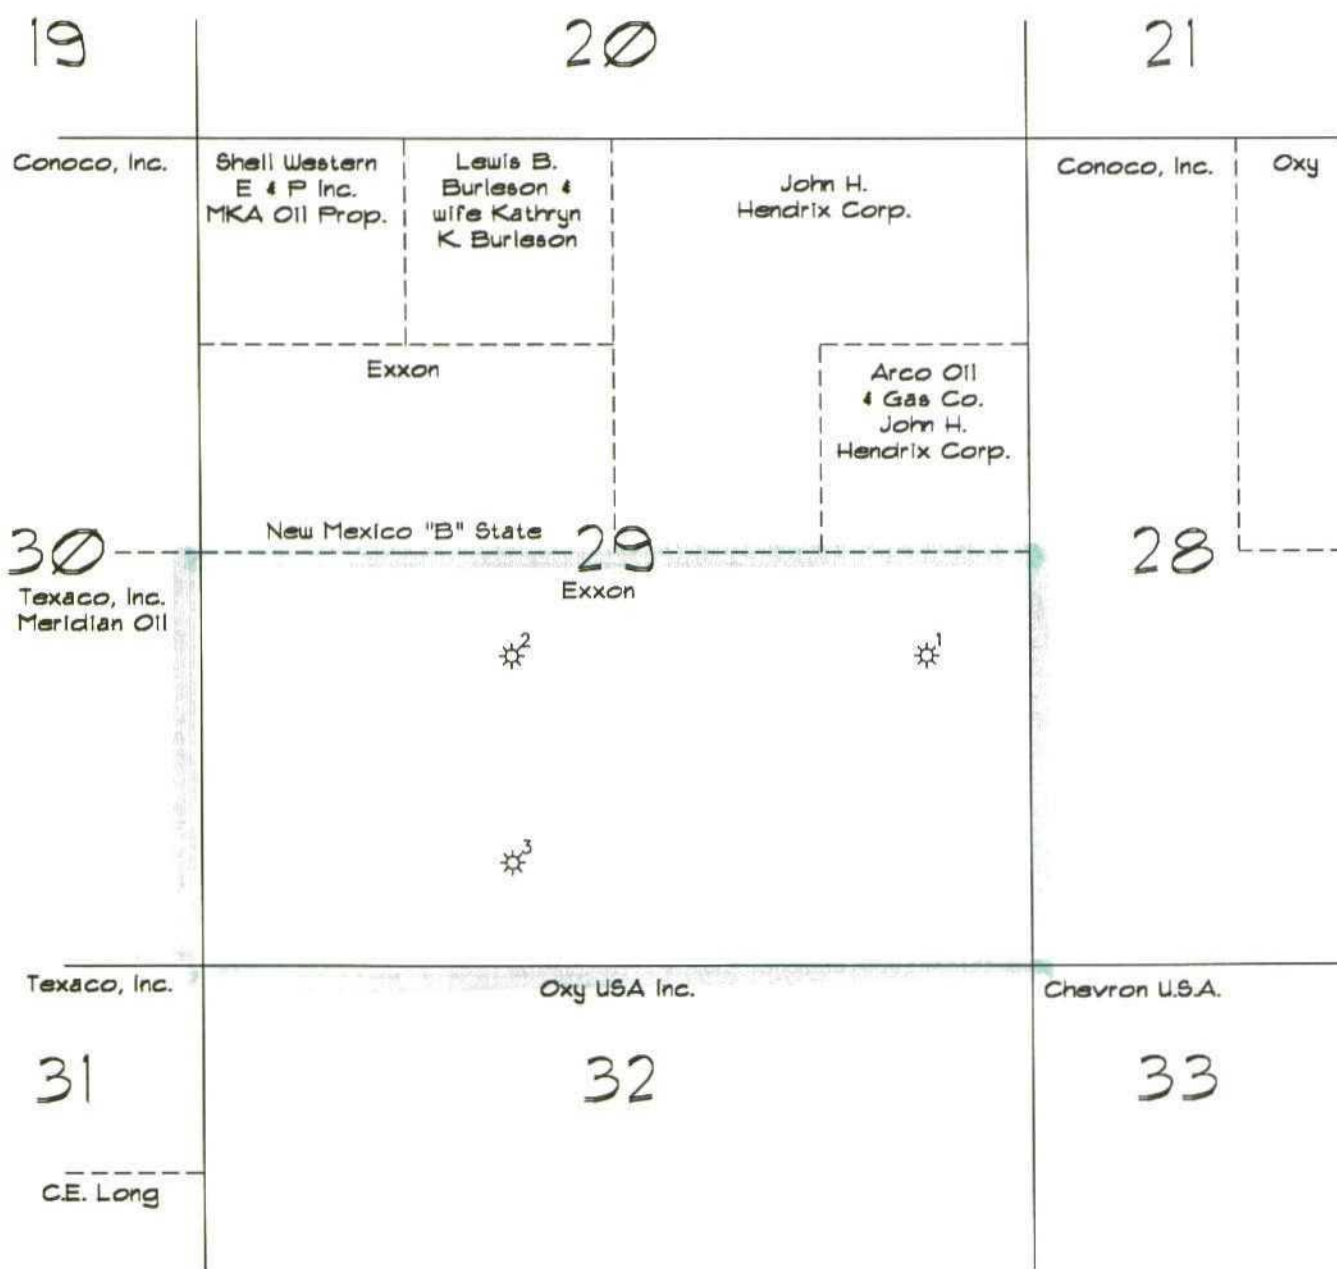 19
20
21
Conoco, Inc.
Shell Western
E & P Inc.
MKA Oil Prop.
Lewis B.
Burleson &
wife Kathryn
K. Burleson
John H.
Hendrix Corp.
Conoco, Inc.
Oxy
Exxon
Arco Oil
& Gas Co.
John H.
Hendrix Corp.
30
New Mexico "B" State
29
28
Texaco, Inc.
Meridian Oil
Exxon
2
1
3
Texaco, Inc.
Oxy USA Inc.
Chevron U.S.A.
31
32
33
C.E. Long